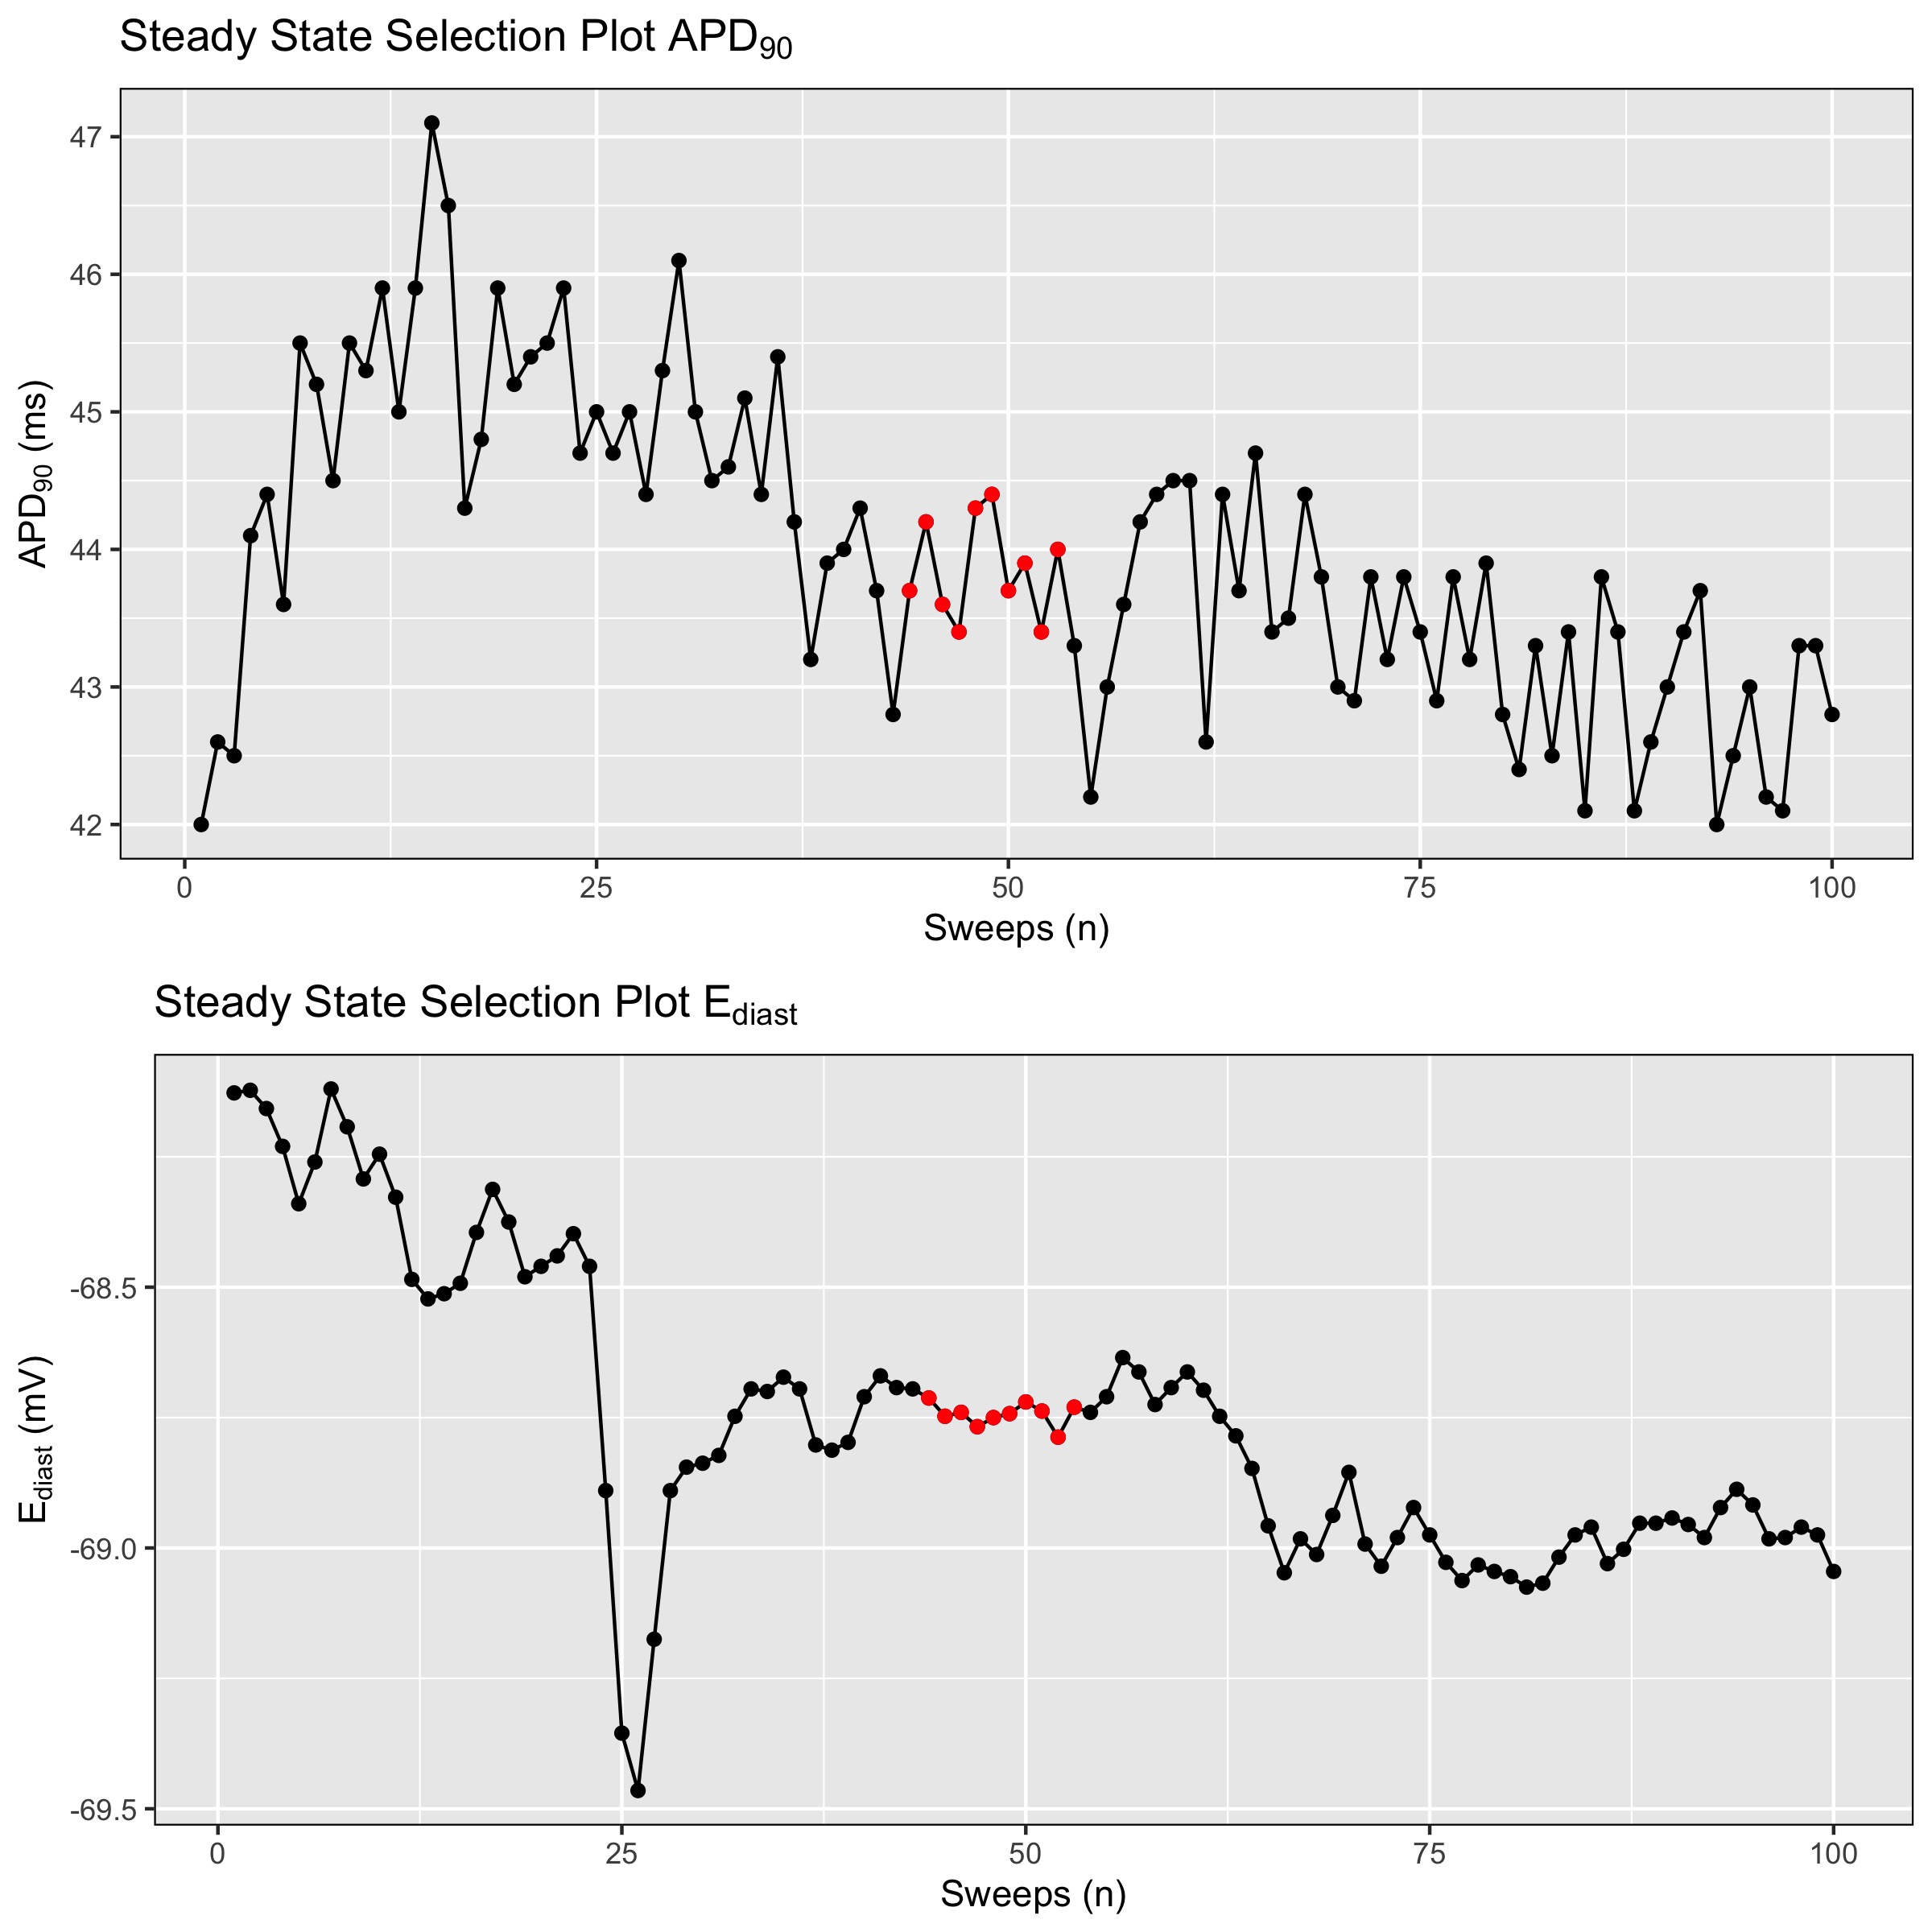 Steady State Selection Plot APD90
47
46
45
44
43
42
APD90 (ms)
0 25 50 75 100
Sweeps (n)
Steady State Selection Plot Ediast
-68.5
-69.0
-69.5
Ediast (mV)
0 25 50 75 100
Sweeps (n)